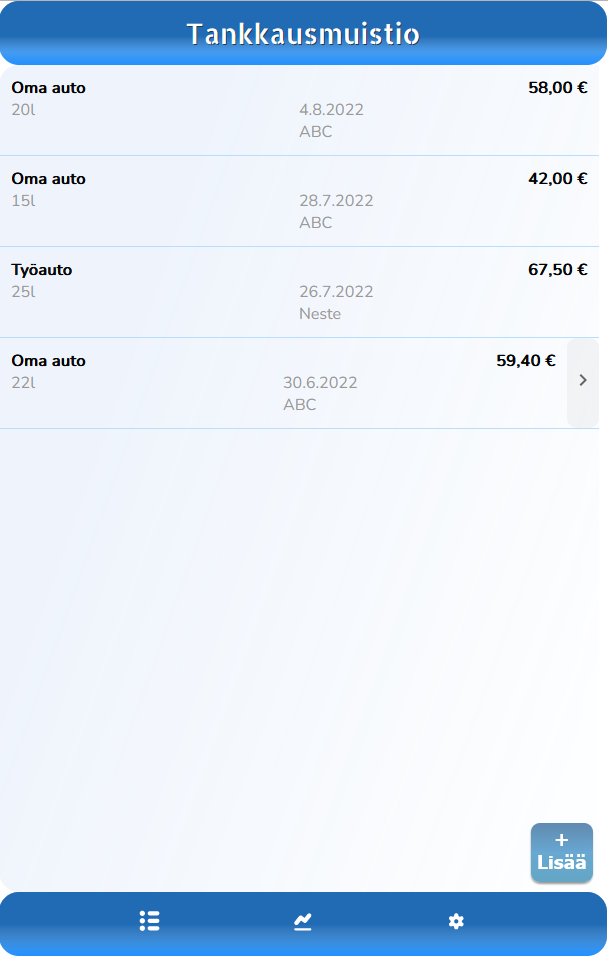 Tankkausmuistio
Oma auto 58,00 €
20l 4.8.2022
ABC
Oma auto 42,00 €
15l 28.7.2022
ABC
Työauto 67,50 €
25l 26.7.2022
Neste
Oma auto 59,40 €
22l 30.6.2022
ABC
+
Lisää